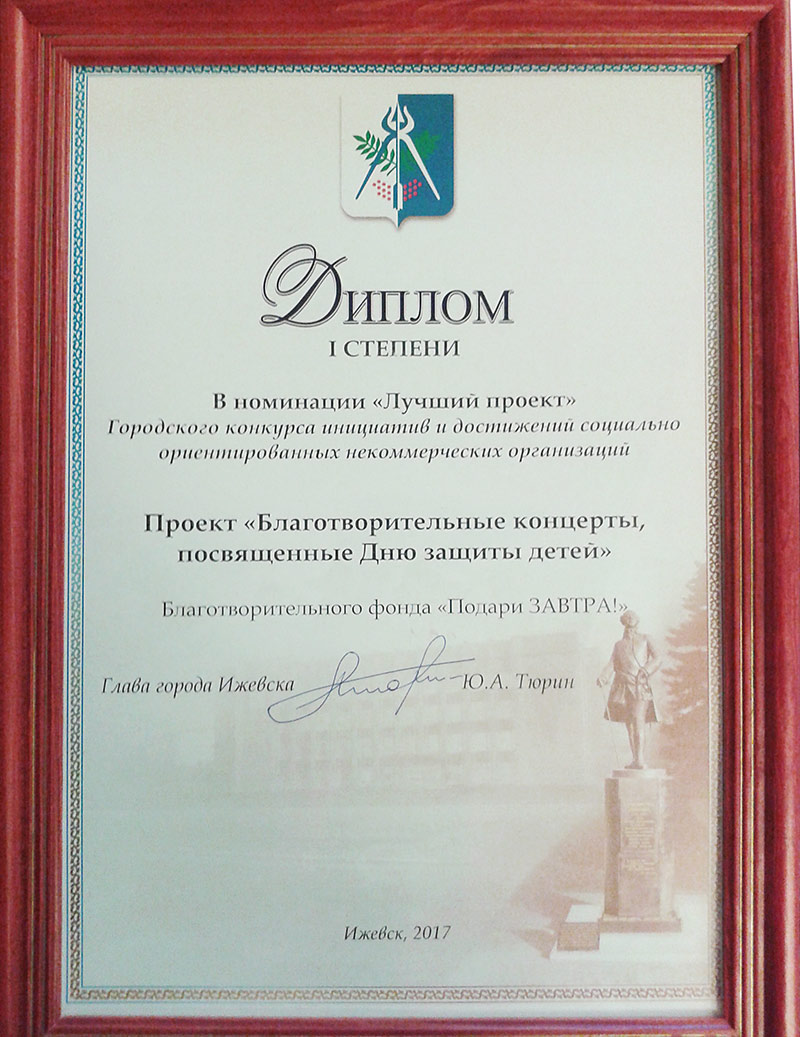 Диплом
I СТЕПЕНИ
В номинации «Лучший проект»
Городского конкурса инициатив и достижений социально
ориентированных некоммерческих организаций
Проект «Благотворительные концерты,
посвященные Дню защиты детей»
Благотворительного фонда «Подари ЗАВТРА!»
Глава города Ижевска Ю.А. Тюрин
Ижевск, 2017